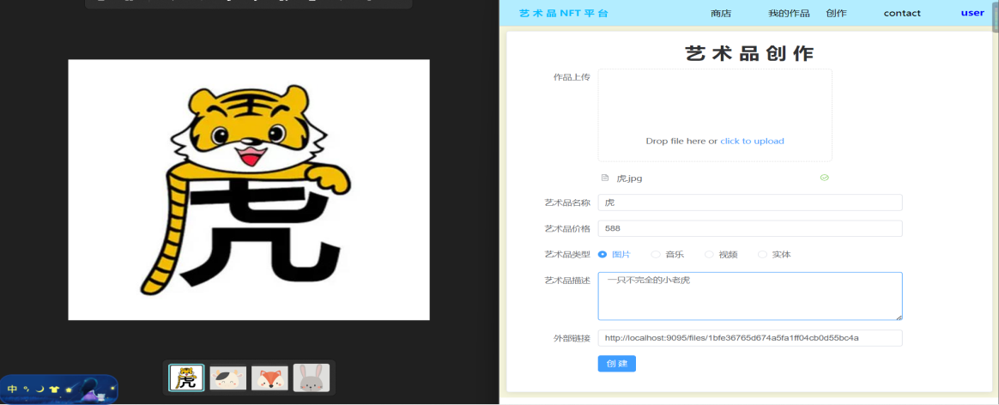 虎
中
艺术品NFT平台 商店 我的作品 创作 contact user
艺术品创作
作品上传
Drop file here or click to upload
虎.jpg
艺术品名称 虎
艺术品价格 588
艺术品类型 图片 音乐 视频 实体
艺术品描述 一只不完全的小老虎
外部链接 http://localhost:9095/files/1bfe36765d674a5fa1ff04cb0d55bc4a
创建